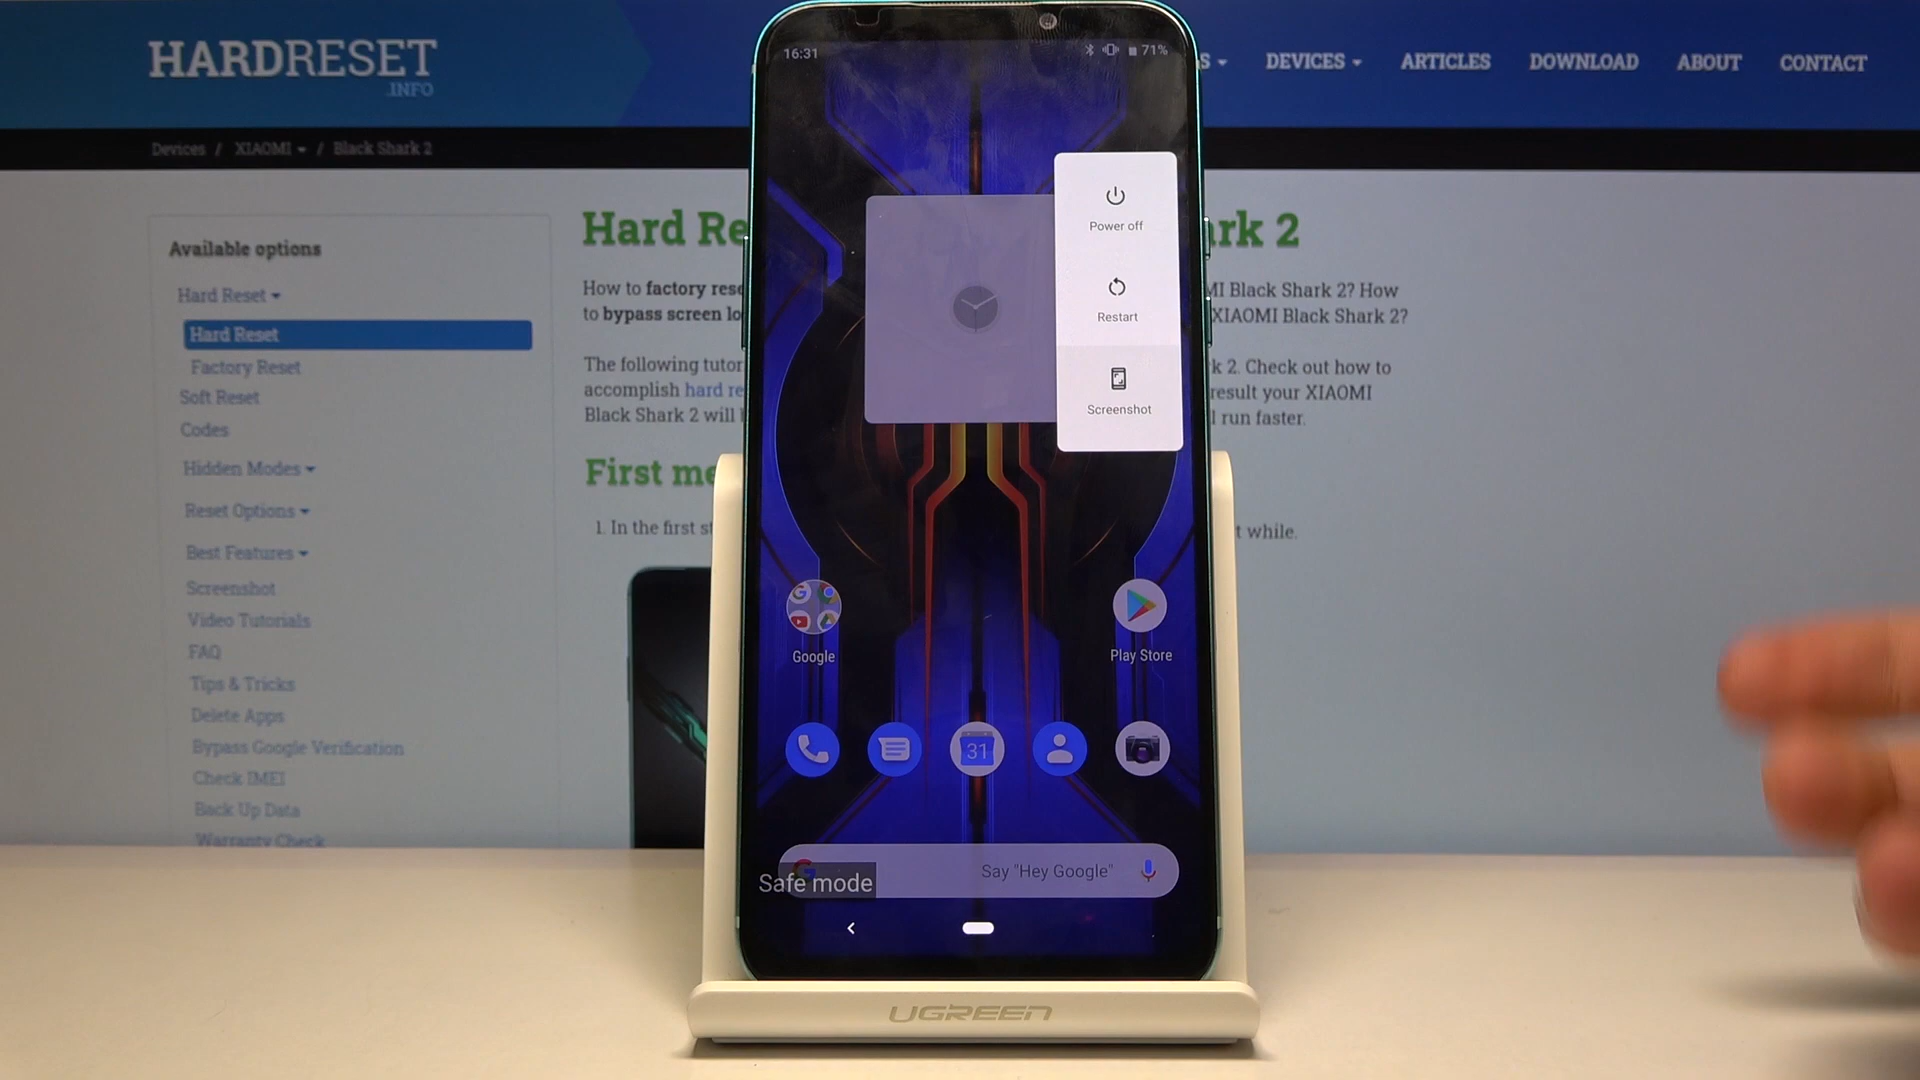 HARDRESET
.INFO
DEVICES
ARTICLES
DOWNLOAD
ABOUT
CONTACT
Devices / XIAOMI / Black Shark 2
Available options
Hard Reset
Hard Reset
Factory Reset
Soft Reset
Codes
Hidden Modes
Reset Options
Best Features
Screenshot
Video Tutorials
FAQ
Tips & Tricks
Delete Apps
Bypass Google Verification
Check IMEI
Back Up Data
Warranty Check
Hard Re
rk 2
How to factory rese
MI Black Shark 2? How
to bypass screen lo
XIAOMI Black Shark 2?
The following tutor
k 2. Check out how to
accomplish hard re
result your XIAOMI
Black Shark 2 will
l run faster.
First me
1. In the first st
t while.
16:31
71%
Power off
Restart
Screenshot
Google
Play Store
31
Say "Hey Google"
Safe mode
UGREEN